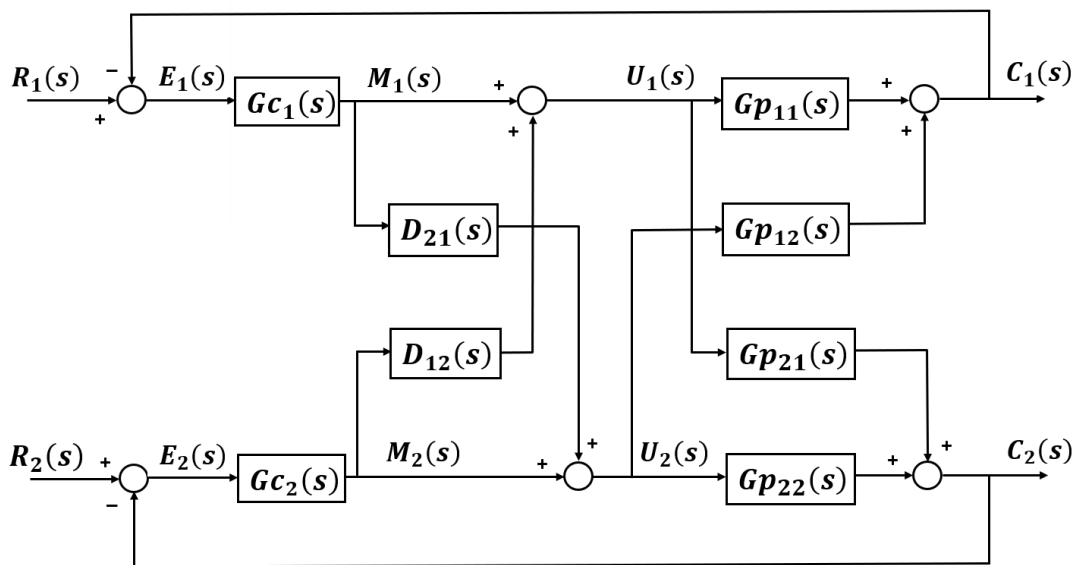 R₁(s)
−
+
E₁(s)
Gc₁(s)
M₁(s)
+
+
U₁(s)
Gp₁₁(s)
+
+
C₁(s)
D₂₁(s)
Gp₁₂(s)
D₁₂(s)
Gp₂₁(s)
R₂(s)
+
−
E₂(s)
Gc₂(s)
M₂(s)
+
+
U₂(s)
Gp₂₂(s)
+
+
C₂(s)